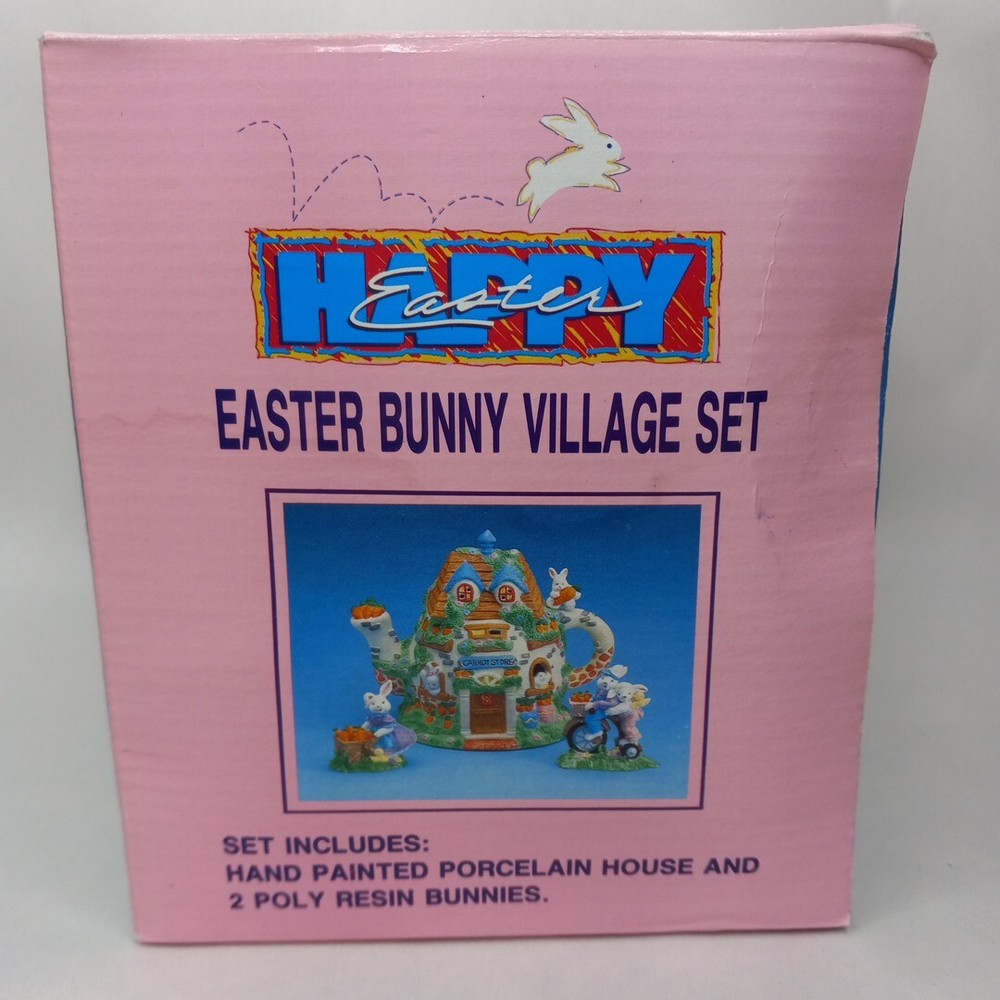 HAPPY
Easter
EASTER BUNNY VILLAGE SET
CARROT STORE
SET INCLUDES:
HAND PAINTED PORCELAIN HOUSE AND
2 POLY RESIN BUNNIES.